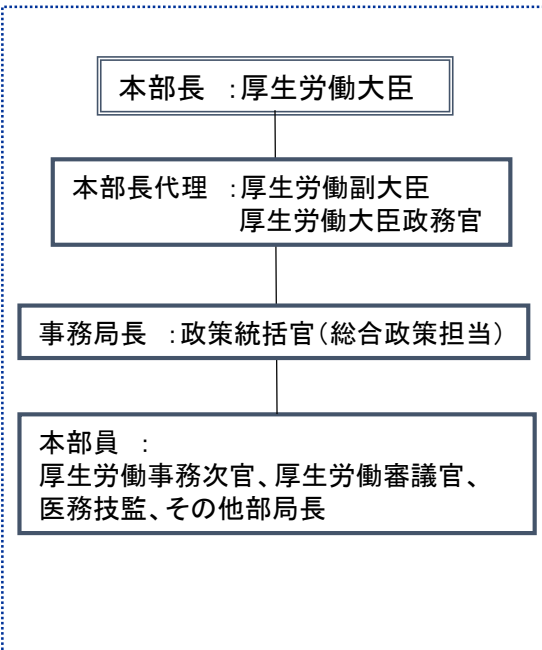 本部長　：厚生労働大臣
本部長代理　：厚生労働副大臣
厚生労働大臣政務官
事務局長　：政策統括官（総合政策担当）
本部員　：
厚生労働事務次官、厚生労働審議官、
医務技監、その他部局長